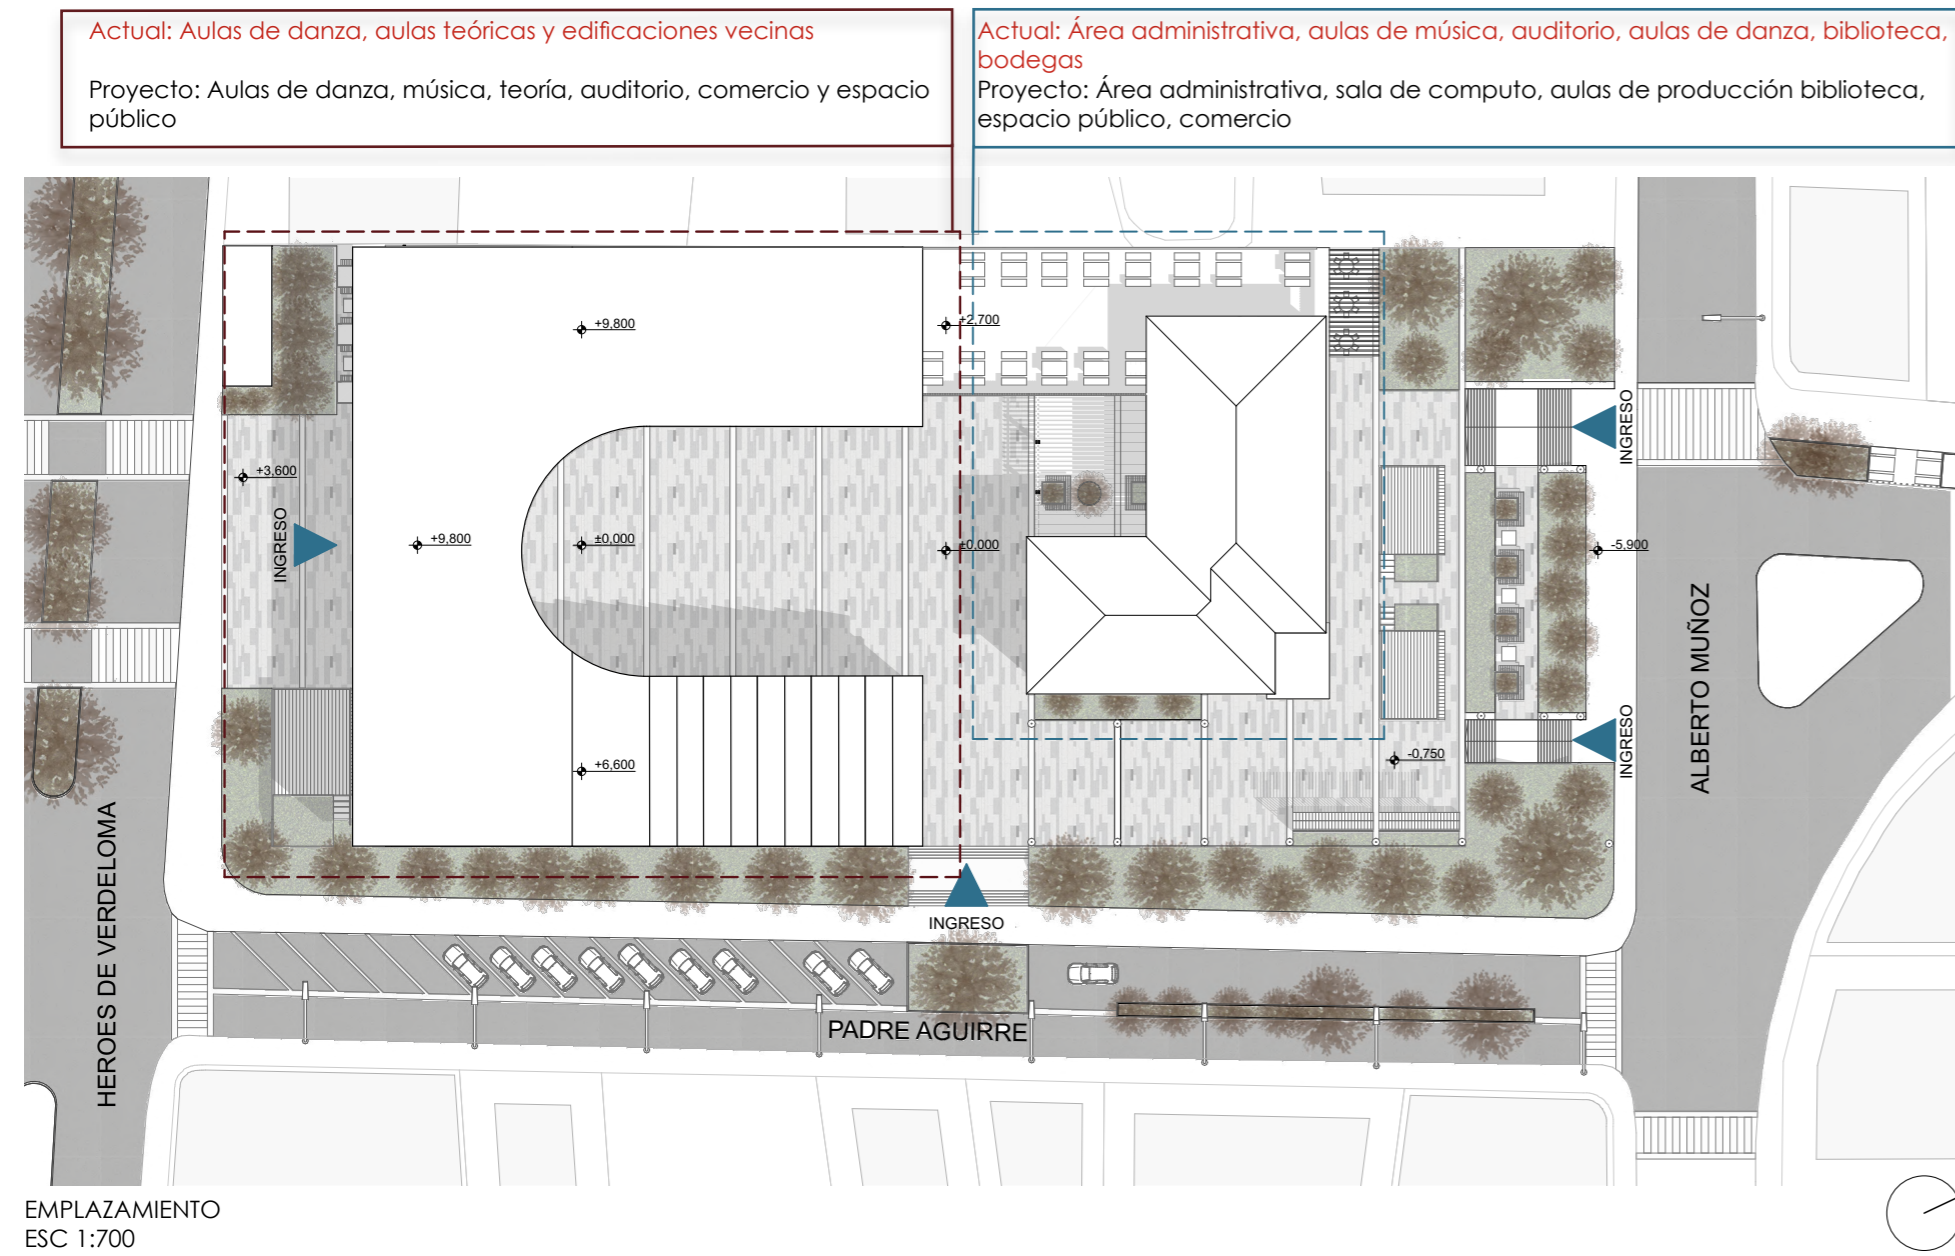 Actual: Aulas de danza, aulas teóricas y edificaciones vecinas
Proyecto: Aulas de danza, música, teoría, auditorio, comercio y espacio
público
Actual: Área administrativa, aulas de música, auditorio, aulas de danza, biblioteca,
bodegas
Proyecto: Área administrativa, sala de computo, aulas de producción biblioteca,
espacio público, comercio
+9,800
+2,700
INGRESO
+3,600
INGRESO
+9,800
±0,000
±0,000
-5,900
ALBERTO MUÑOZ
INGRESO
-0,750
+6,600
HEROES DE VERDELOMA
INGRESO
PADRE AGUIRRE
EMPLAZAMIENTO
ESC 1:700